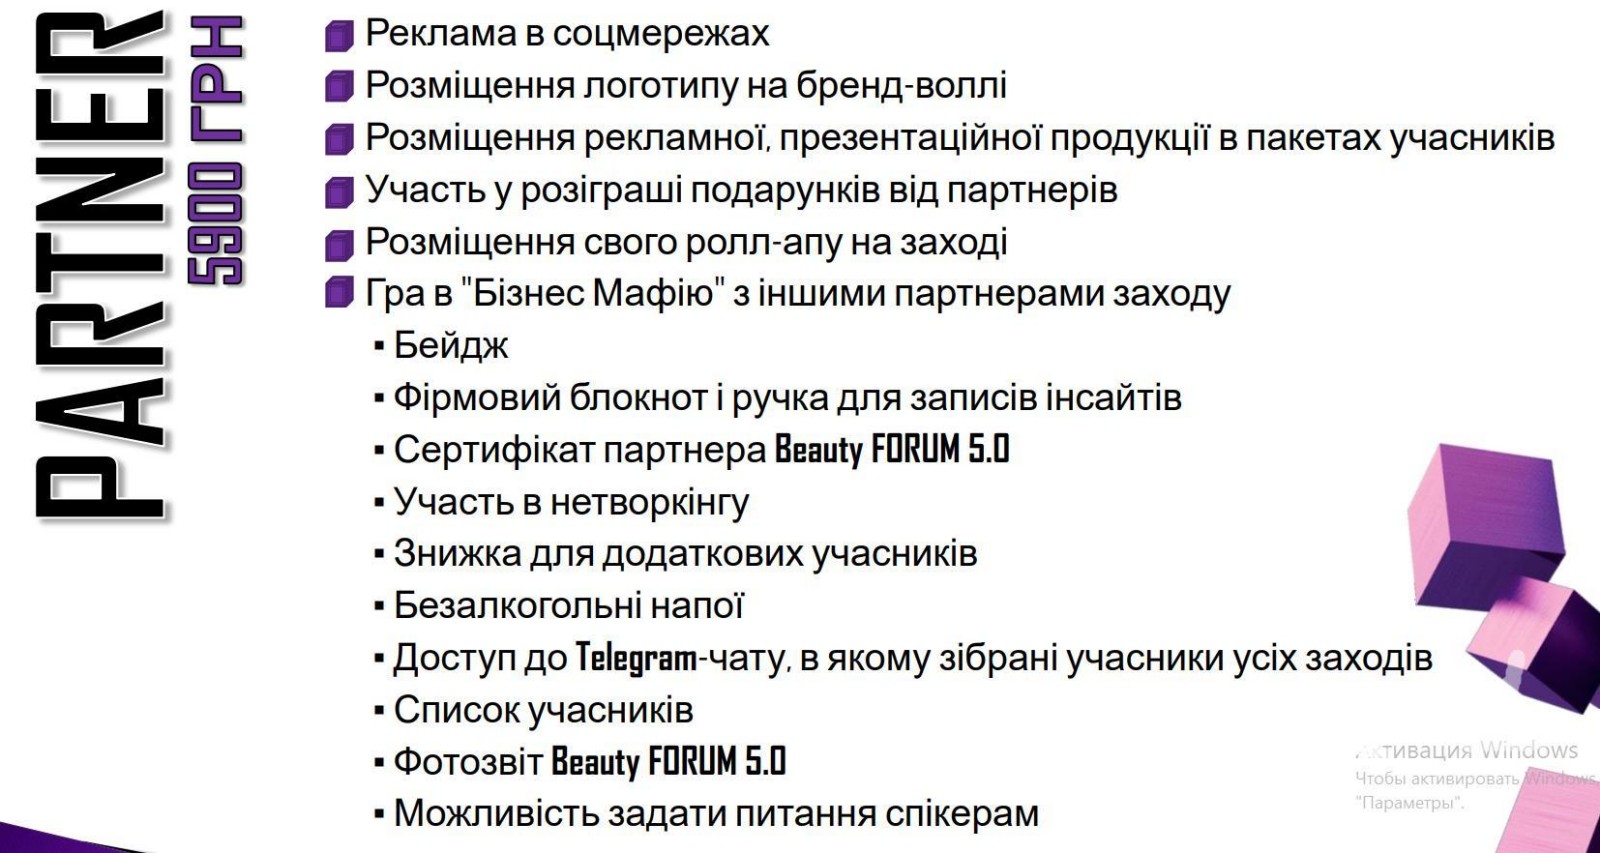 PARTNER
5900 ГРН
Реклама в соцмережах
Розміщення логотипу на бренд-воллі
Розміщення рекламної, презентаційної продукції в пакетах учасників
Участь у розіграші подарунків від партнерів
Розміщення свого ролл-апу на заході
Гра в "Бізнес Мафію" з іншими партнерами заходу
▪ Бейдж
▪ Фірмовий блокнот і ручка для записів інсайтів
▪ Сертифікат партнера Beauty FORUM 5.0
▪ Участь в нетворкінгу
▪ Знижка для додаткових учасників
▪ Безалкогольні напої
▪ Доступ до Telegram-чату, в якому зібрані учасники усіх заходів
▪ Список учасників
▪ Фотозвіт Beauty FORUM 5.0
▪ Можливість задати питання спікерам
Активация Windows
Чтобы активировать Windows,
"Параметры".